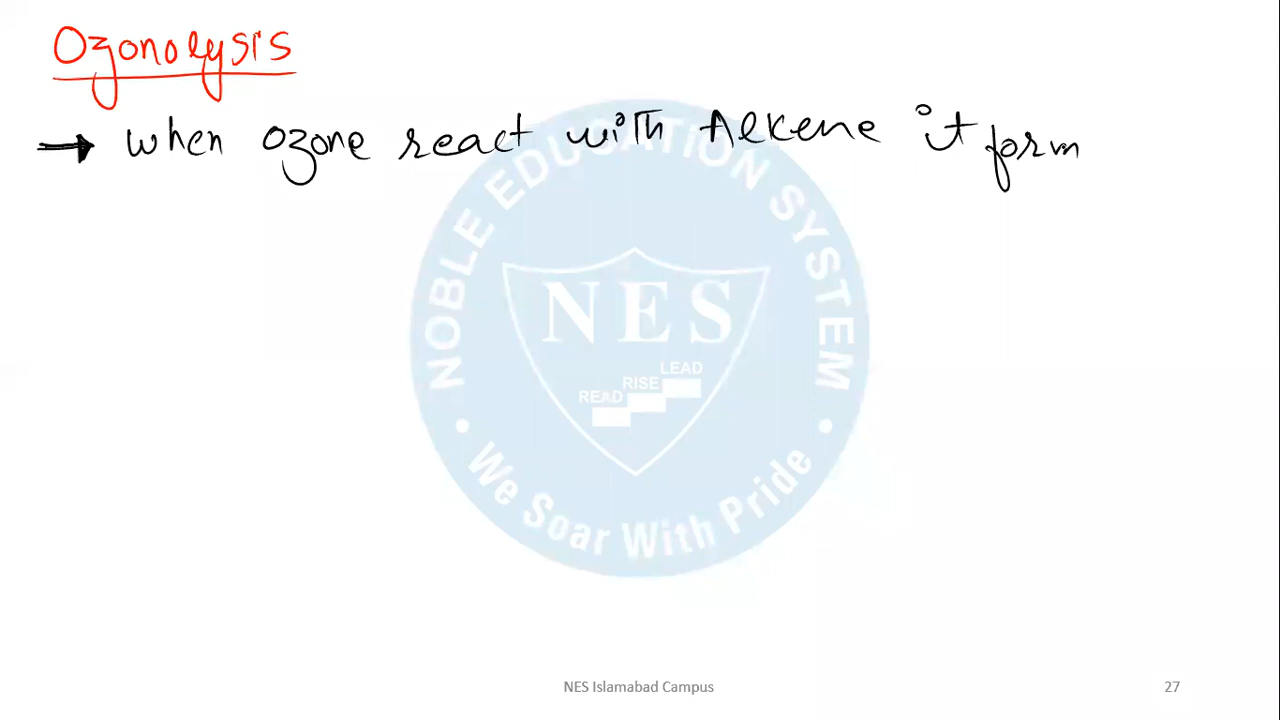 Ozonolysis
→ when ozone react with Alkene it form
NOBLE EDUCATION SYSTEM
NES
LEAD
RISE
READ
• We Soar With Pride •
NES Islamabad Campus
27